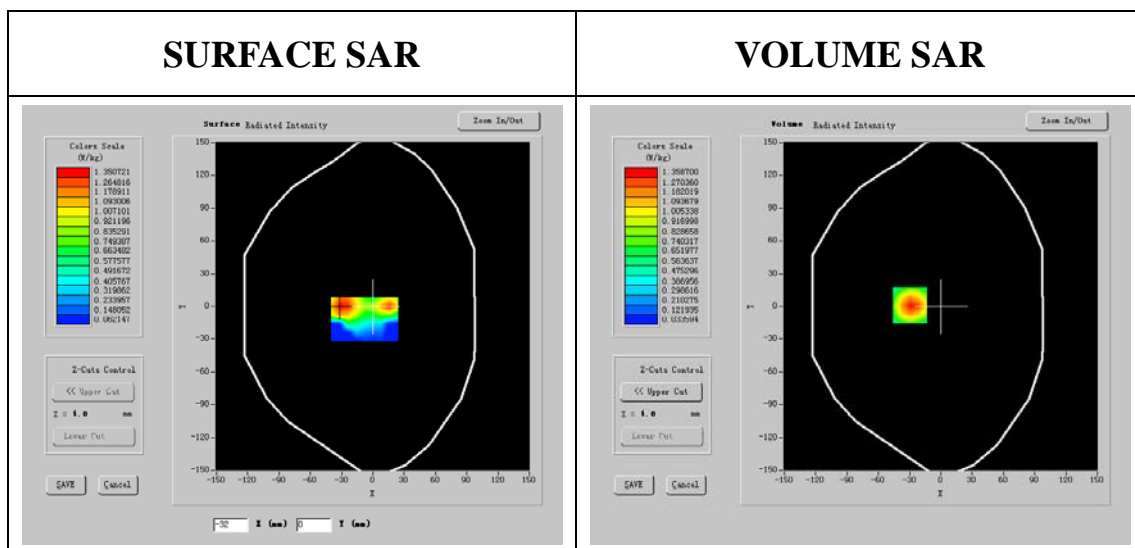 SURFACE SAR
VOLUME SAR
Surface Radiated Intensity
Zoom In/Out
Colors Scale
(W/kg)
1.350721
1.264816
1.178911
1.093006
1.007101
0.921196
0.835291
0.749387
0.663482
0.577577
0.491672
0.405767
0.319862
0.233957
0.148052
0.062147
150
90
60
30
0
-30
-60
-90
-120
-150
Y
-150 -120 -90 -60 -30 0 30 60 90 120 150
X
Z-Cuts Control
<< Upper Cut
Z = 4.0 mm
Lower Cut
SAVE
Cancel
-32 X (mm) 0 Y (mm)
Volume Radiated Intensity
Zoom In/Out
Colors Scale
(W/kg)
1.358700
1.270360
1.182019
1.093679
1.005338
0.916998
0.828658
0.740317
0.651977
0.563637
0.475296
0.386956
0.298616
0.210275
0.121935
0.033594
150
120
90
60
30
0
-30
-60
-90
-120
-150
Y
-150 -120 -90 -60 -30 0 30 60 90 120 150
X
Z-Cuts Control
<< Upper Cut
Z = 4.0 mm
Lower Cut
SAVE
Cancel